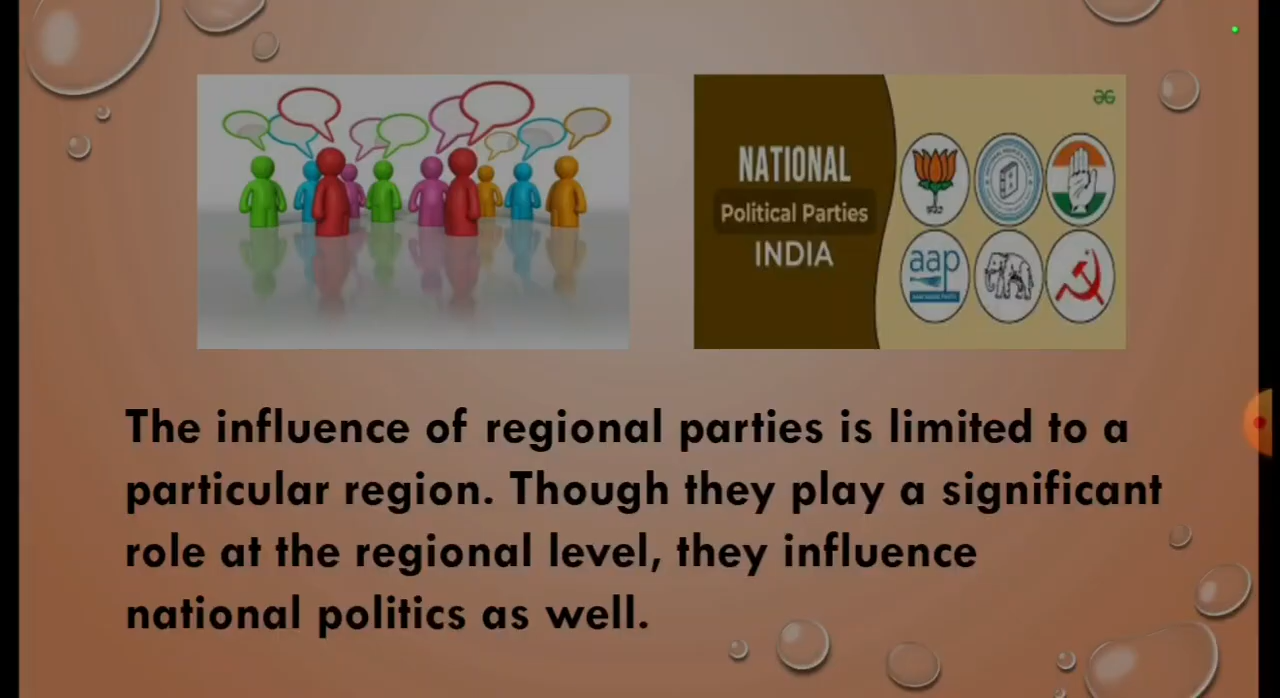 NATIONAL
Political Parties
INDIA
aap
The influence of regional parties is limited to a
particular region. Though they play a significant
role at the regional level, they influence
national politics as well.